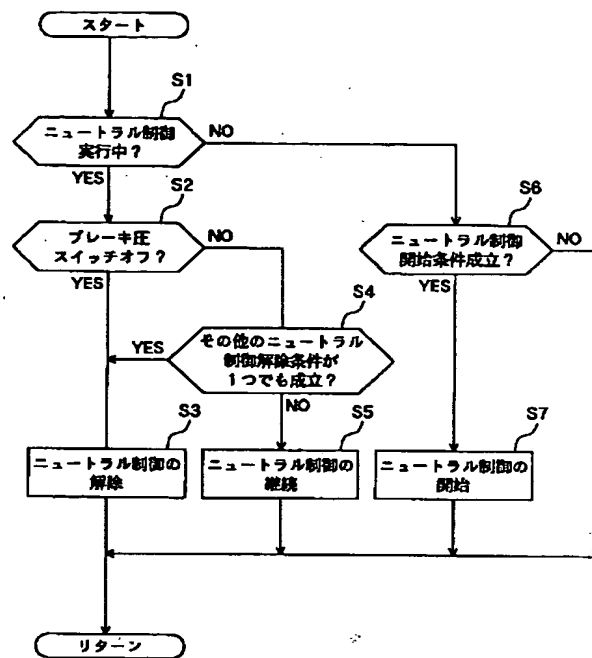 スタート
S1
ニュートラル制御
実行中?
NO
YES
S2
ブレーキ圧
スイッチオフ?
NO
YES
S6
ニュートラル制御
開始条件成立?
NO
YES
S4
その他のニュートラル
制御解除条件が
1つでも成立?
YES
NO
S3
ニュートラル制御の
解除
S5
ニュートラル制御の
継続
S7
ニュートラル制御の
開始
リターン